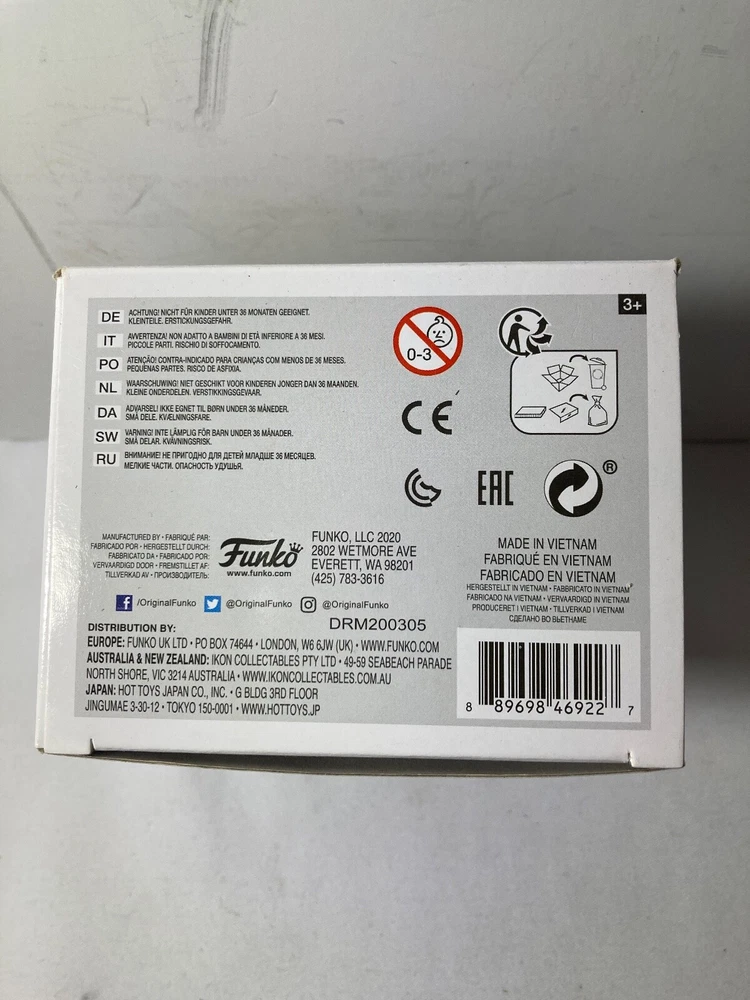 3+
DE ACHTUNG! NICHT FÜR KINDER UNTER 36 MONATEN GEEIGNET.
KLEINTEILE. ERSTICKUNGSGEFAHR.
IT AVVERTENZA! NON ADATTO A BAMBINI DI ETÀ INFERIORE A 36 MESI.
PICCOLE PARTI. RISCHIO DI SOFFOCAMENTO.
PO ATENÇÃO! CONTRA-INDICADO PARA CRIANÇAS COM MENOS DE 36 MESES.
PEQUENAS PARTES. RISCO DE ASFIXIA.
NL WAARSCHUWING! NIET GESCHIKT VOOR KINDEREN JONGER DAN 36 MAANDEN.
KLEINE ONDERDELEN. VERSTIKKINGSGEVAAR.
DA ADVARSEL! IKKE EGNET TIL BØRN UNDER 36 MÅNEDER.
SMÅ DELE. KVÆLNINGSFARE.
SW VARNING! INTE LÄMPLIG FÖR BARN UNDER 36 MÅNADER.
SMÅ DELAR. KVÄVNINGSRISK.
RU ВНИМАНИЕ! НЕ ПРИГОДНО ДЛЯ ДЕТЕЙ МЛАДШЕ 36 МЕСЯЦЕВ.
МЕЛКИЕ ЧАСТИ. ОПАСНОСТЬ УДУШЬЯ.
0-3
CE
EAC
®
MANUFACTURED BY • FABRIQUÉ PAR:
FABRICADO POR • HERGESTELLT DURCH:
FABBRICATO DA • FABRICADO POR:
VERVAARDIGD DOOR • FREMSTILLET AF:
TILLVERKAD AV • ПРОИЗВОДИТЕЛЬ:
Funko
www.funko.com
FUNKO, LLC 2020
2802 WETMORE AVE
EVERETT, WA 98201
(425) 783-3616
MADE IN VIETNAM
FABRIQUÉ EN VIETNAM
FABRICADO EN VIETNAM
HERGESTELLT IN VIETNAM • FABBRICATO IN VIETNAM
FABRICADO NA VIETNAM • VERVAARDIGD IN VIETNAM
PRODUCERET I VIETNAM • TILLVERKAD I VIETNAM
СДЕЛАНО ВО ВЬЕТНАМЕ
/OriginalFunko @OriginalFunko @OriginalFunko
DRM200305
DISTRIBUTION BY:
EUROPE: FUNKO UK LTD • PO BOX 74644 • LONDON, W6 6JW (UK) • WWW.FUNKO.COM
AUSTRALIA & NEW ZEALAND: IKON COLLECTABLES PTY LTD • 49-59 SEABEACH PARADE
NORTH SHORE, VIC 3214 AUSTRALIA • WWW.IKONCOLLECTABLES.COM.AU
JAPAN: HOT TOYS JAPAN CO., INC. • G BLDG 3RD FLOOR
JINGUMAE 3-30-12 • TOKYO 150-0001 • WWW.HOTTOYS.JP
8 89698 46922 7